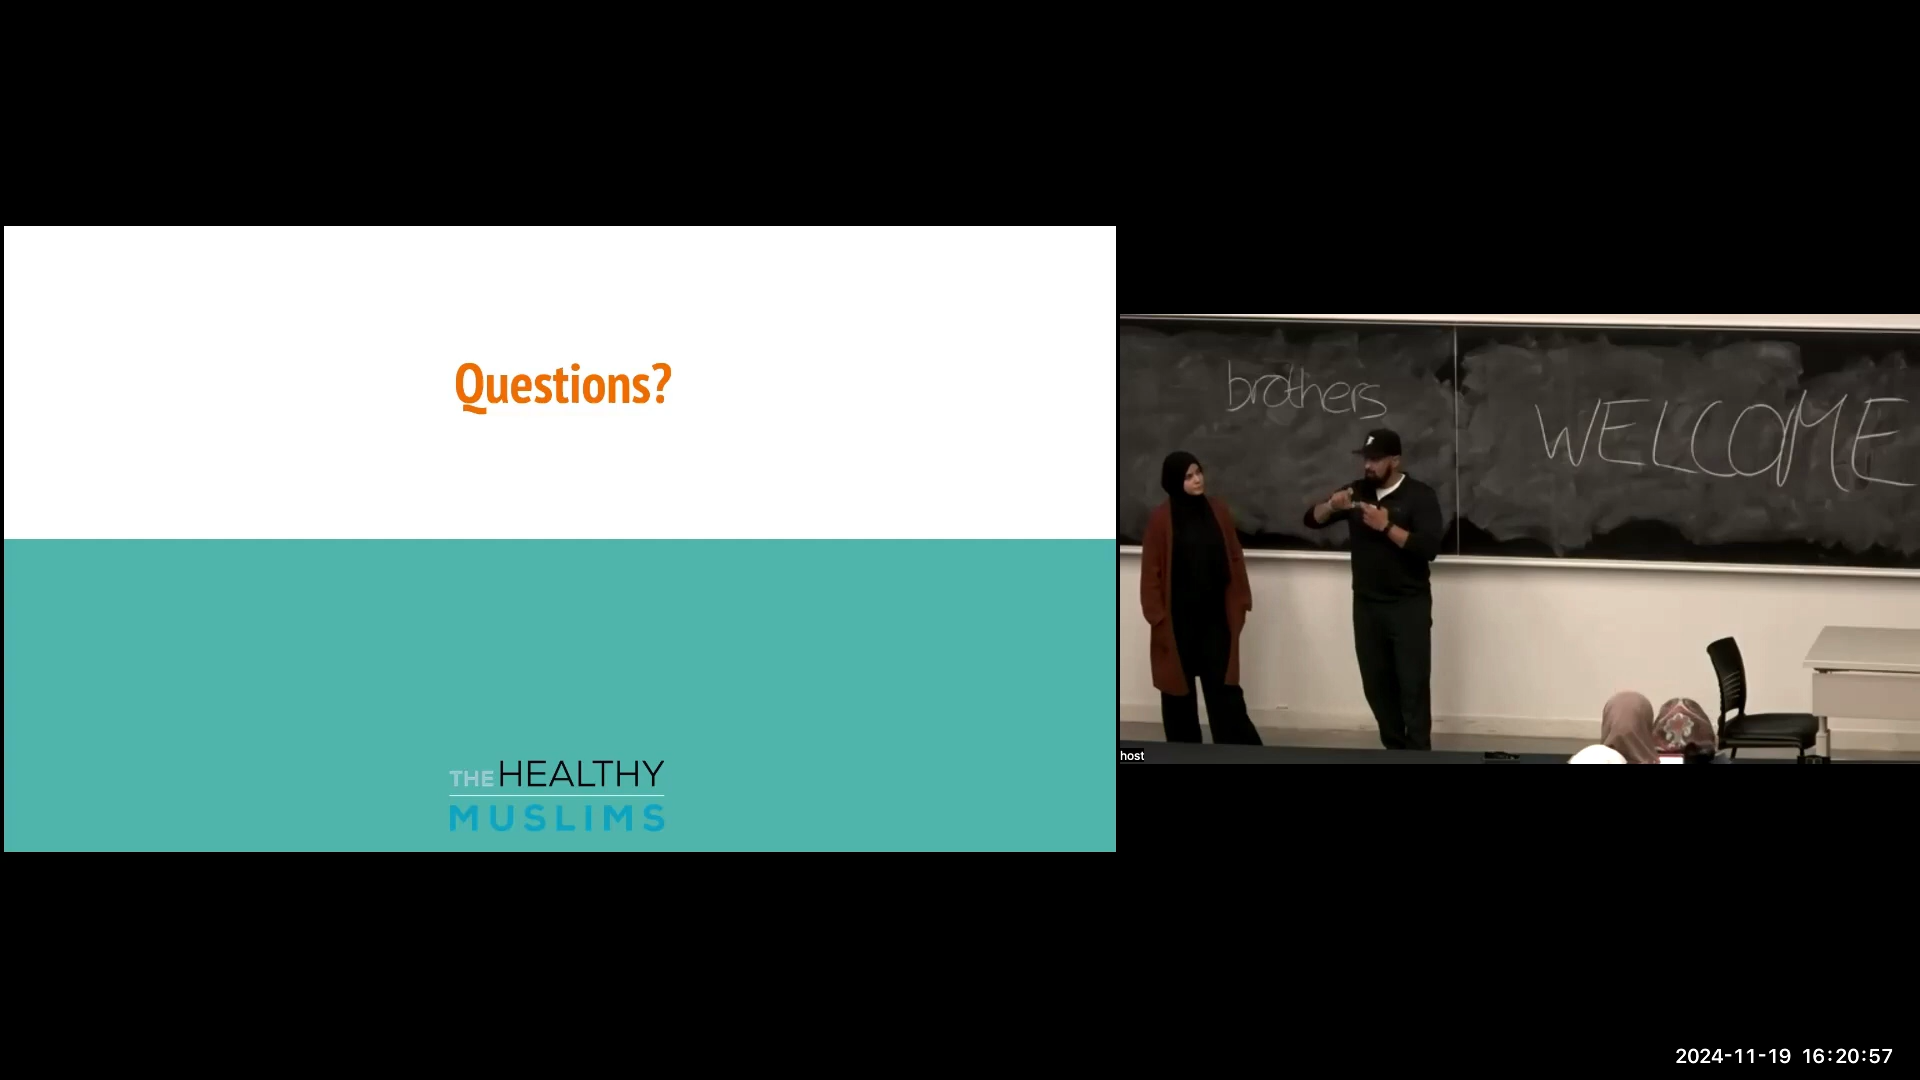 Questions?
THE HEALTHY
MUSLIMS
brothers
WELCOME
host
2024-11-19 16:20:57